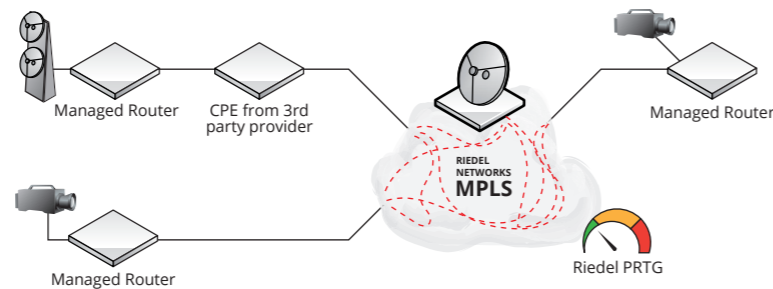 Managed Router
CPE from 3rd
party provider
Managed Router
RIEDEL
NETWORKS
MPLS
Riedel PRTG
Managed Router